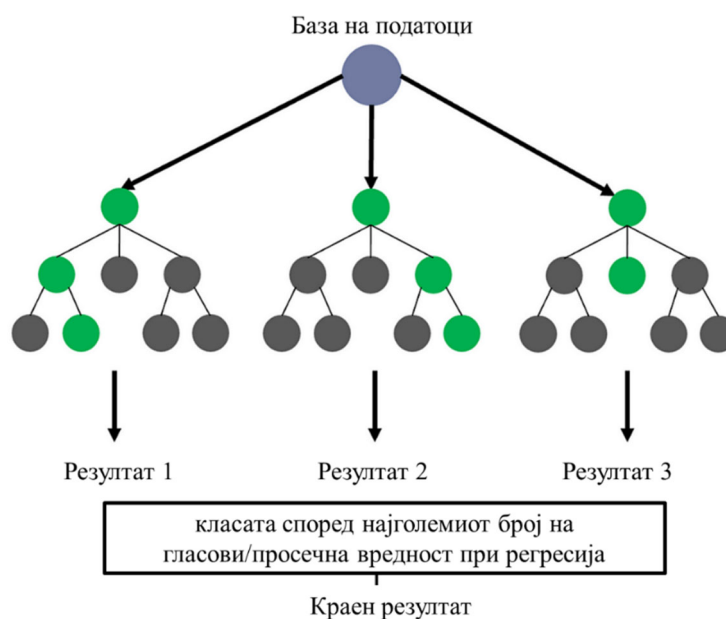 База на податоци
Резултат 1
Резултат 2
Резултат 3
класата според најголемиот број на
гласови/просечна вредност при регресија
Краен резултат